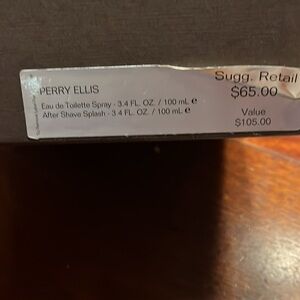 PERRY ELLIS
Eau de Toilette Spray - 3.4 FL. OZ. / 100 mL e
After Shave Splash - 3.4 FL. OZ. / 100 mL e
Sugg. Retail
$65.00
Value
$105.00